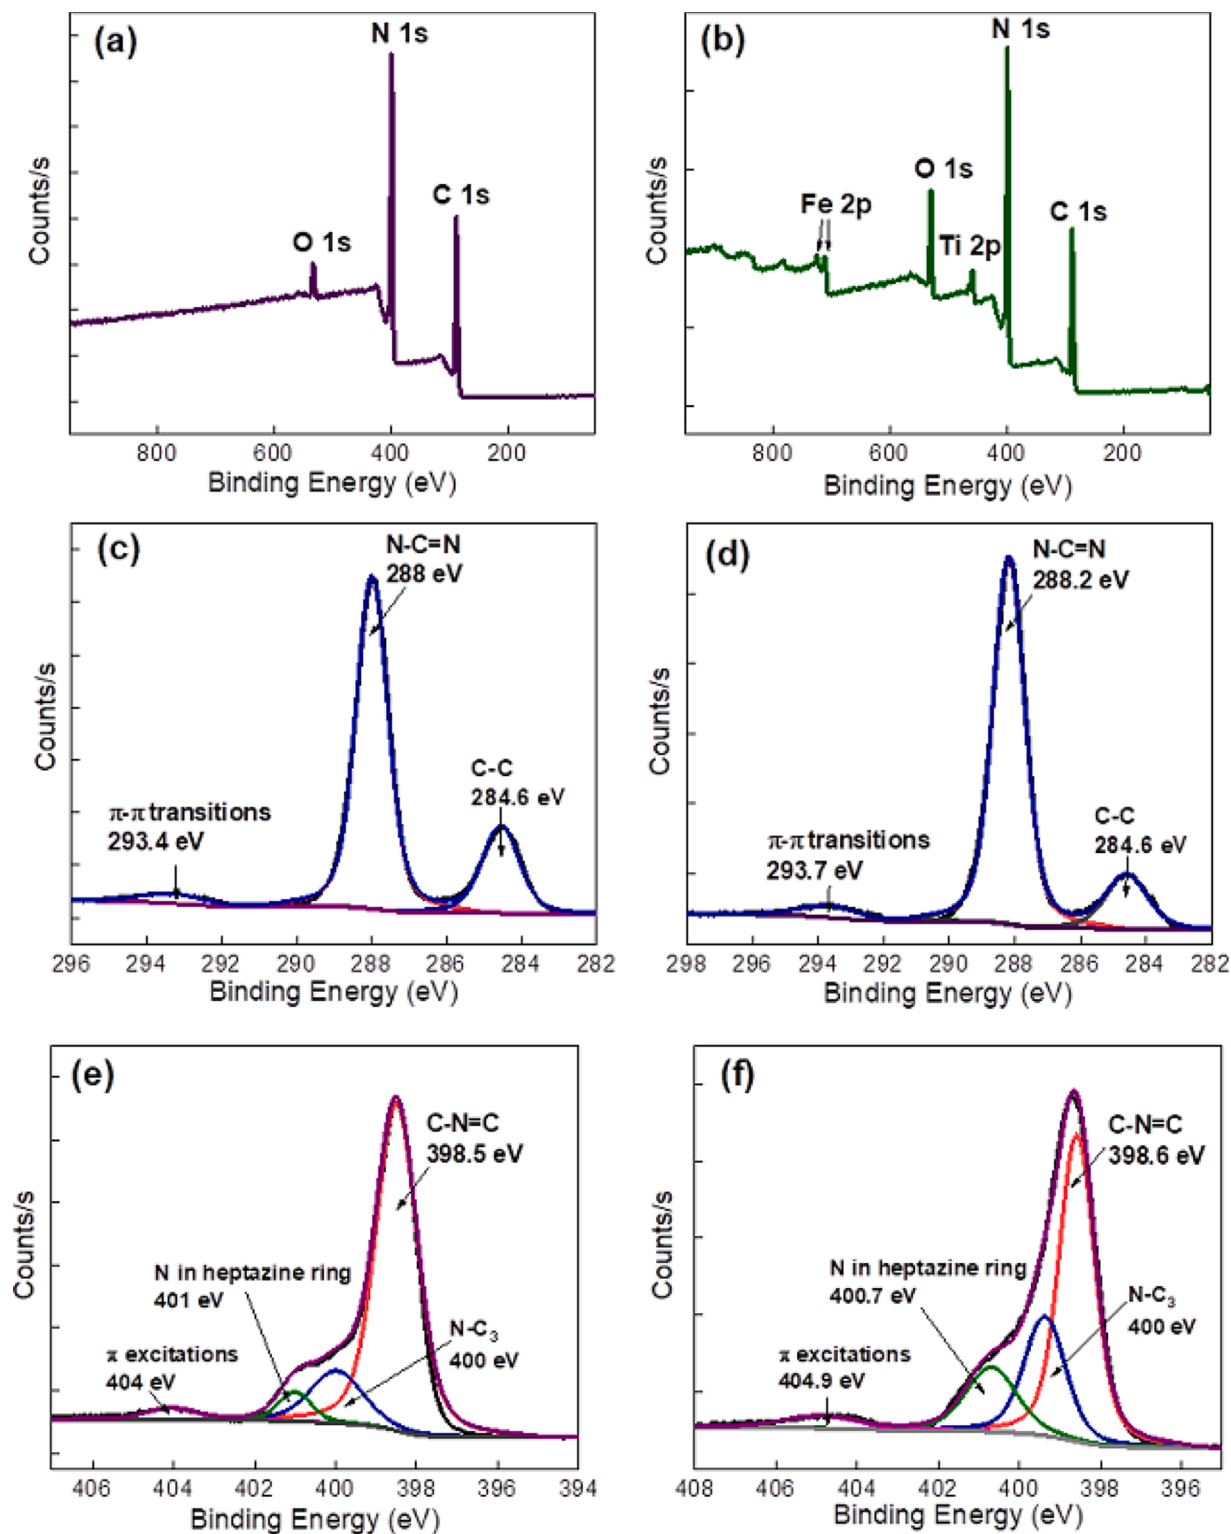 (a)
N 1s
C 1s
O 1s
Counts/s
800
600
400
200
Binding Energy (eV)
(b)
N 1s
O 1s
Fe 2p
C 1s
Ti 2p
Counts/s
800
600
400
200
Binding Energy (eV)
(c)
N-C=N
288 eV
C-C
284.6 eV
π-π transitions
293.4 eV
Counts/s
296
294
292
290
288
286
284
282
Binding Energy (eV)
(d)
N-C=N
288.2 eV
C-C
284.6 eV
π-π transitions
293.7 eV
Counts/s
298
296
294
292
290
288
286
284
282
Binding Energy (eV)
(e)
C-N=C
398.5 eV
N in heptazine ring
401 eV
N-C₃
400 eV
π excitations
404 eV
Counts/s
406
404
402
400
398
396
394
Binding Energy (eV)
(f)
C-N=C
398.6 eV
N in heptazine ring
400.7 eV
N-C₃
400 eV
π excitations
404.9 eV
Counts/s
408
406
404
402
400
398
396
Binding Energy (eV)